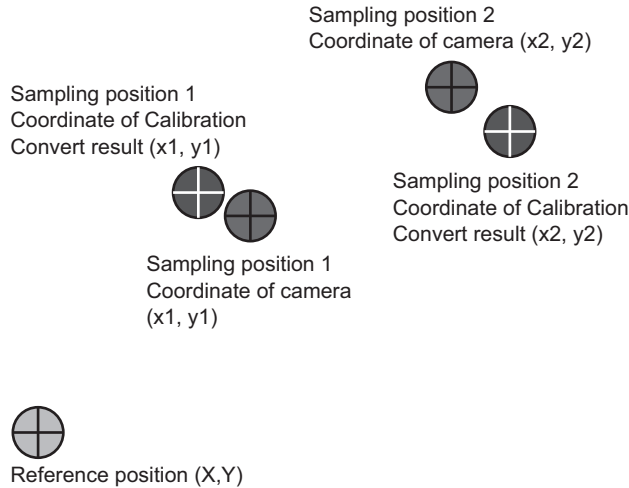 Sampling position 2
Coordinate of camera (x2, y2)
Sampling position 1
Coordinate of Calibration
Convert result (x1, y1)
Sampling position 2
Coordinate of Calibration
Convert result (x2, y2)
Sampling position 1
Coordinate of camera
(x1, y1)
Reference position (X,Y)